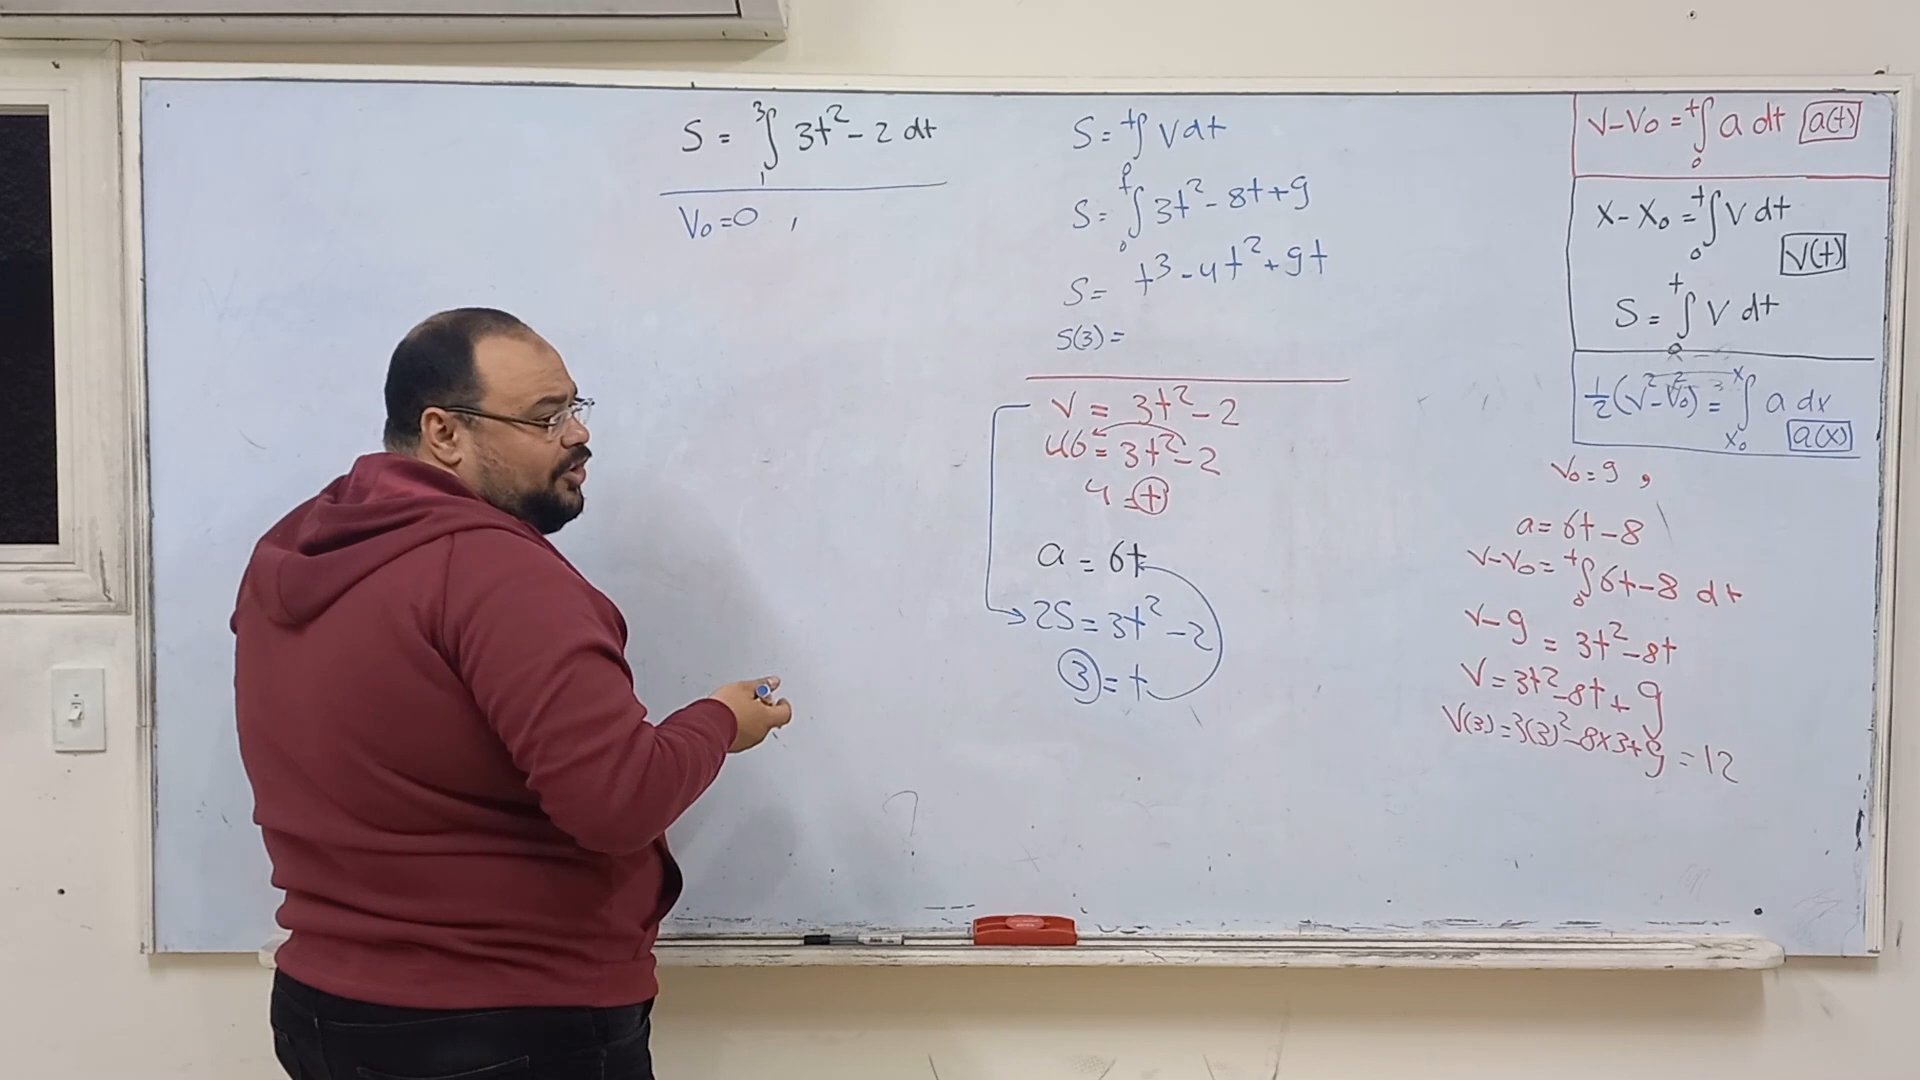 S = ³∫₁ 3t² - 2 dt
V₀ = 0 ,
S = ᵗ∫₀ V dt
S = ᵗ∫₀ 3t² - 8t + 9
S = t³ - 4t² + 9t
S(3) =
V = 3t² - 2
46 = 3t² - 2
4 = t
a = 6t
25 = 3t² - 2
3 = t
V - V₀ = ᵗ∫₀ a dt a(t)
X - X₀ = ᵗ∫₀ V dt
V(t)
S = ᵗ∫₀ V dt
½(V² - V₀²) = ˣ∫ₓ₀ a dx
a(x)
V₀ = 9 ,
a = 6t - 8
V - V₀ = ᵗ∫₀ 6t - 8 dt
V - 9 = 3t² - 8t
V = 3t² - 8t + 9
V(3) = 3(3)² - 8×3 + 9 = 12